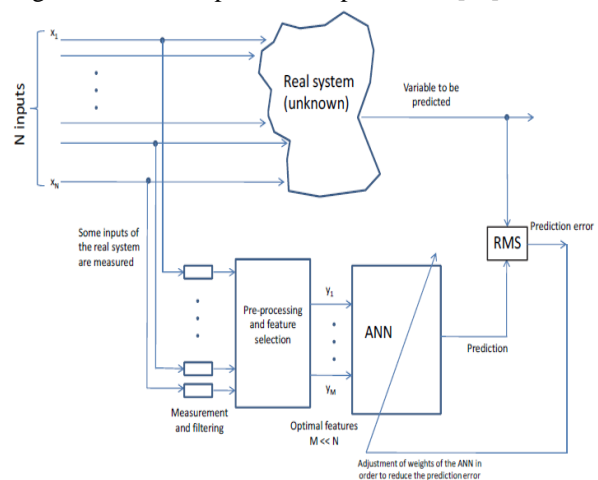 x1
N inputs
xN
Real system
(unknown)
Variable to be
predicted
Some inputs of
the real system
are measured
RMS
Prediction error
Pre-processing
and feature
selection
y1
yM
ANN
Prediction
Measurement
and filtering
Optimal features
M << N
Adjustment of weights of the ANN in
order to reduce the prediction error